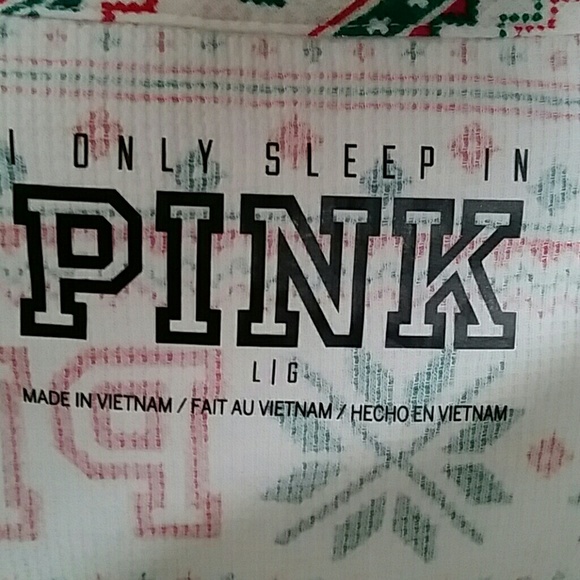 I ONLY SLEEP IN
PINK
L|G
MADE IN VIETNAM / FAIT AU VIETNAM / HECHO EN VIETNAM